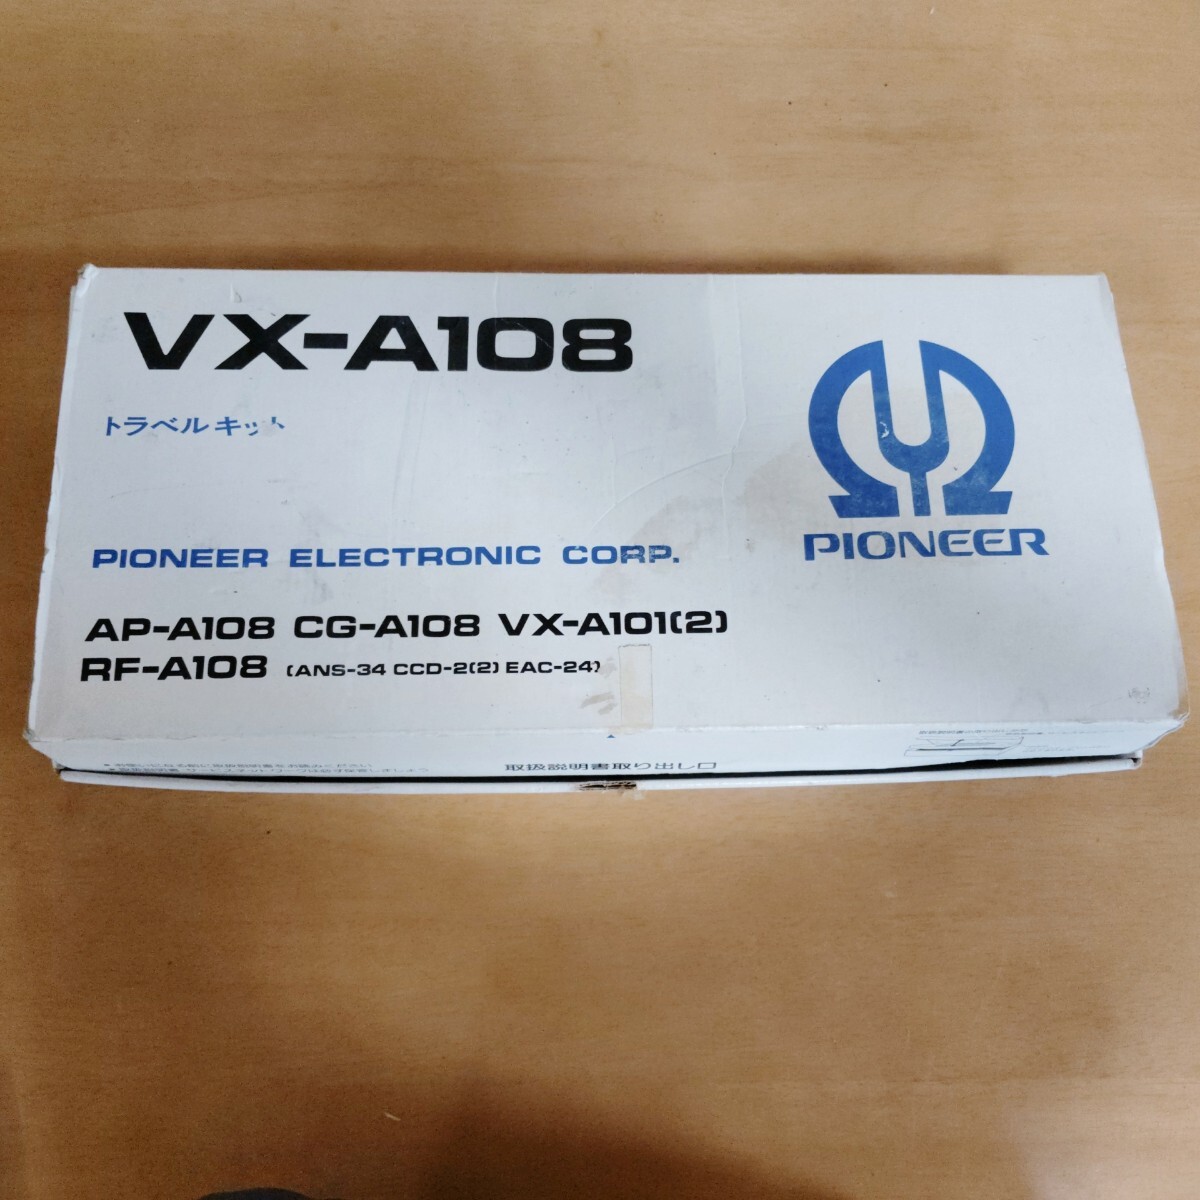 VX-A108
トラベルキット
PIONEER
PIONEER ELECTRONIC CORP.
AP-A108 CG-A108 VX-A101(2)
RF-A108 (ANS-34 CCD-2(2) EAC-24)
取扱説明書取り出し口